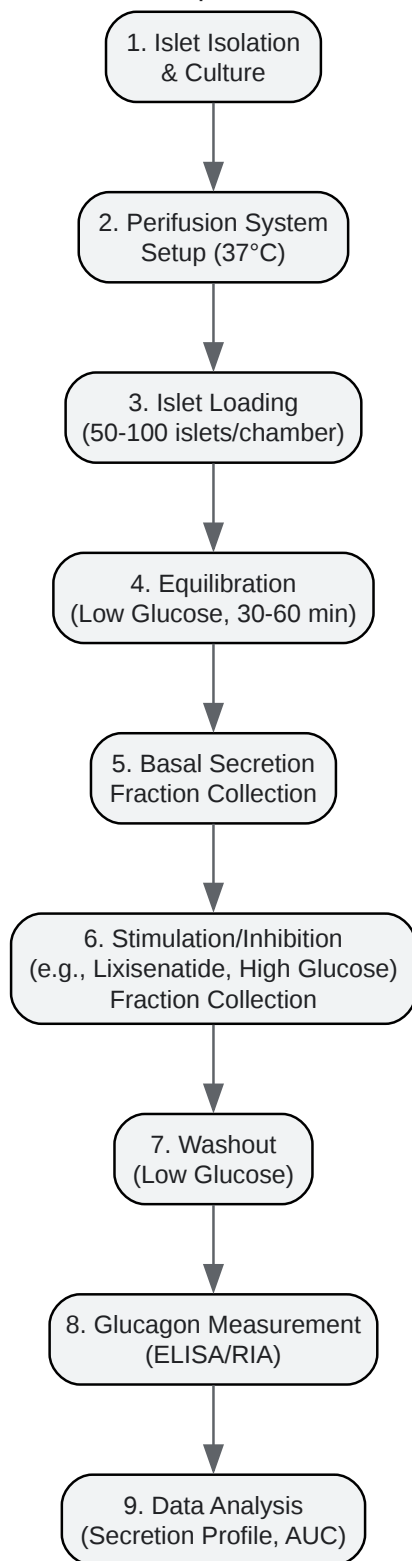 1. Islet Isolation
& Culture
2. Perifusion System
Setup (37°C)
3. Islet Loading
(50-100 islets/chamber)
4. Equilibration
(Low Glucose, 30-60 min)
5. Basal Secretion
Fraction Collection
6. Stimulation/Inhibition
(e.g., Lixisenatide, High Glucose)
Fraction Collection
7. Washout
(Low Glucose)
8. Glucagon Measurement
(ELISA/RIA)
9. Data Analysis
(Secretion Profile, AUC)